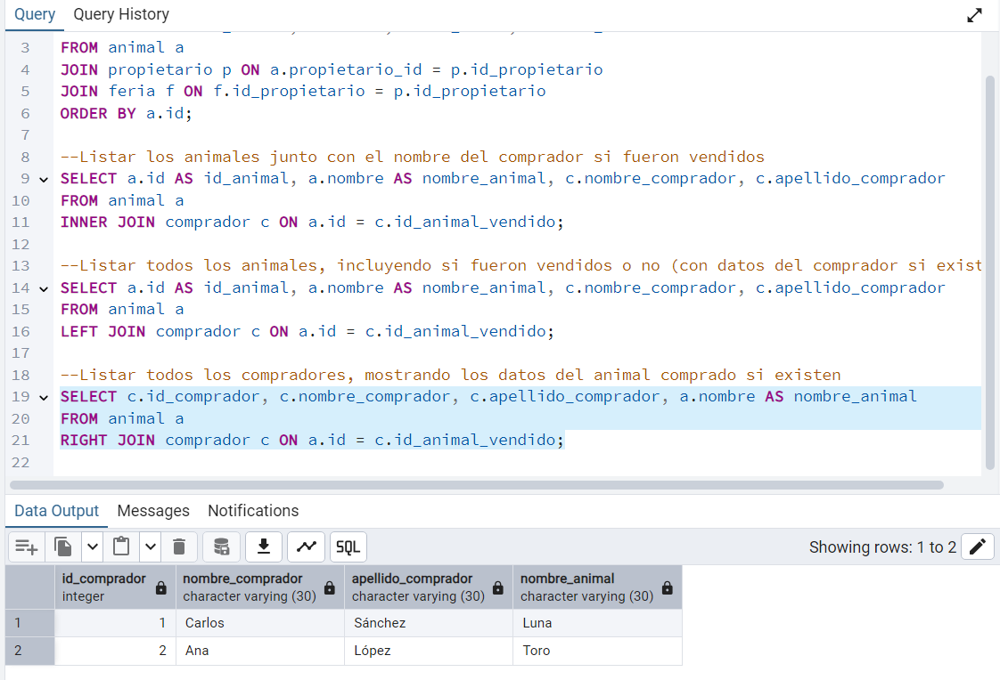 Query Query History
3 FROM animal a
4 JOIN propietario p ON a.propietario_id = p.id_propietario
5 JOIN feria f ON f.id_propietario = p.id_propietario
6 ORDER BY a.id;
7
8 --Listar los animales junto con el nombre del comprador si fueron vendidos
9 SELECT a.id AS id_animal, a.nombre AS nombre_animal, c.nombre_comprador, c.apellido_comprador
10 FROM animal a
11 INNER JOIN comprador c ON a.id = c.id_animal_vendido;
12
13 --Listar todos los animales, incluyendo si fueron vendidos o no (con datos del comprador si exist
14 SELECT a.id AS id_animal, a.nombre AS nombre_animal, c.nombre_comprador, c.apellido_comprador
15 FROM animal a
16 LEFT JOIN comprador c ON a.id = c.id_animal_vendido;
17
18 --Listar todos los compradores, mostrando los datos del animal comprado si existen
19 SELECT c.id_comprador, c.nombre_comprador, c.apellido_comprador, a.nombre AS nombre_animal
20 FROM animal a
21 RIGHT JOIN comprador c ON a.id = c.id_animal_vendido;
22
Data Output Messages Notifications
SQL Showing rows: 1 to 2
id_comprador nombre_comprador apellido_comprador nombre_animal
integer character varying (30) character varying (30) character varying (30)
1 1 Carlos Sánchez Luna
2 2 Ana López Toro